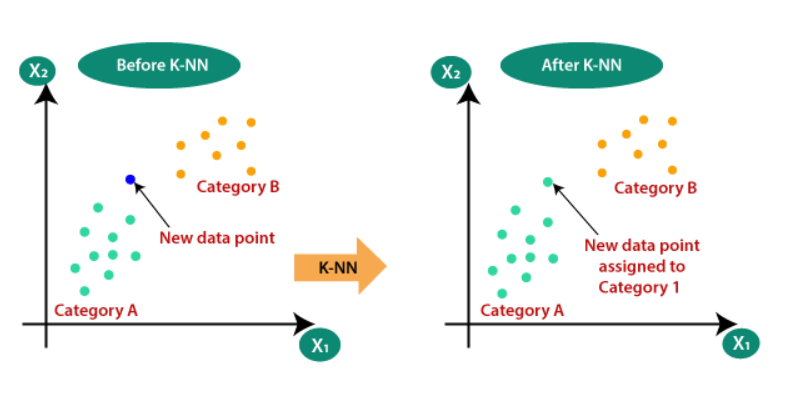 X₂
Before K-NN
Category B
New data point
Category A
X₁
K-NN
X₂
After K-NN
Category B
New data point
assigned to
Category 1
Category A
X₁